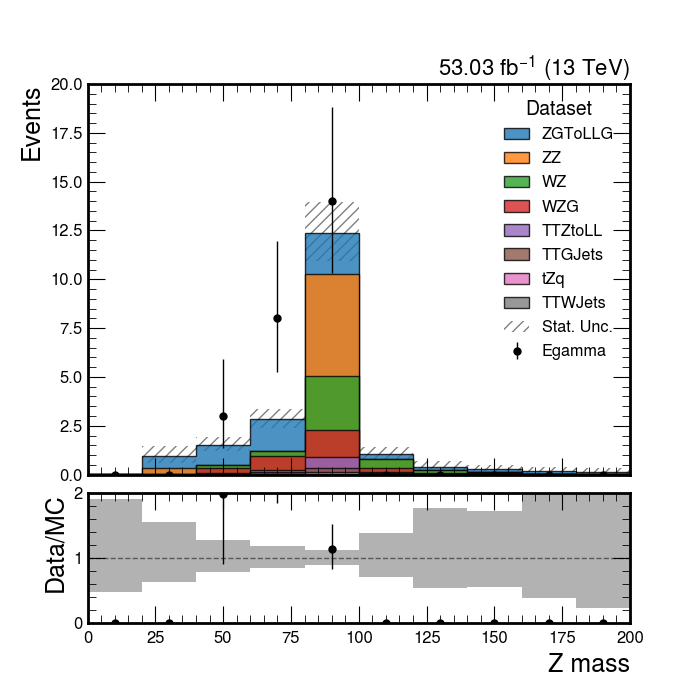 53.03 fb⁻¹ (13 TeV)
Events
20.0
17.5
15.0
12.5
10.0
7.5
5.0
2.5
0.0
Dataset
ZGToLLG
ZZ
WZ
WZG
TTZtoLL
TTGJets
tZq
TTWJets
Stat. Unc.
Egamma
Data/MC
2
1
0
0 25 50 75 100 125 150 175 200
Z mass